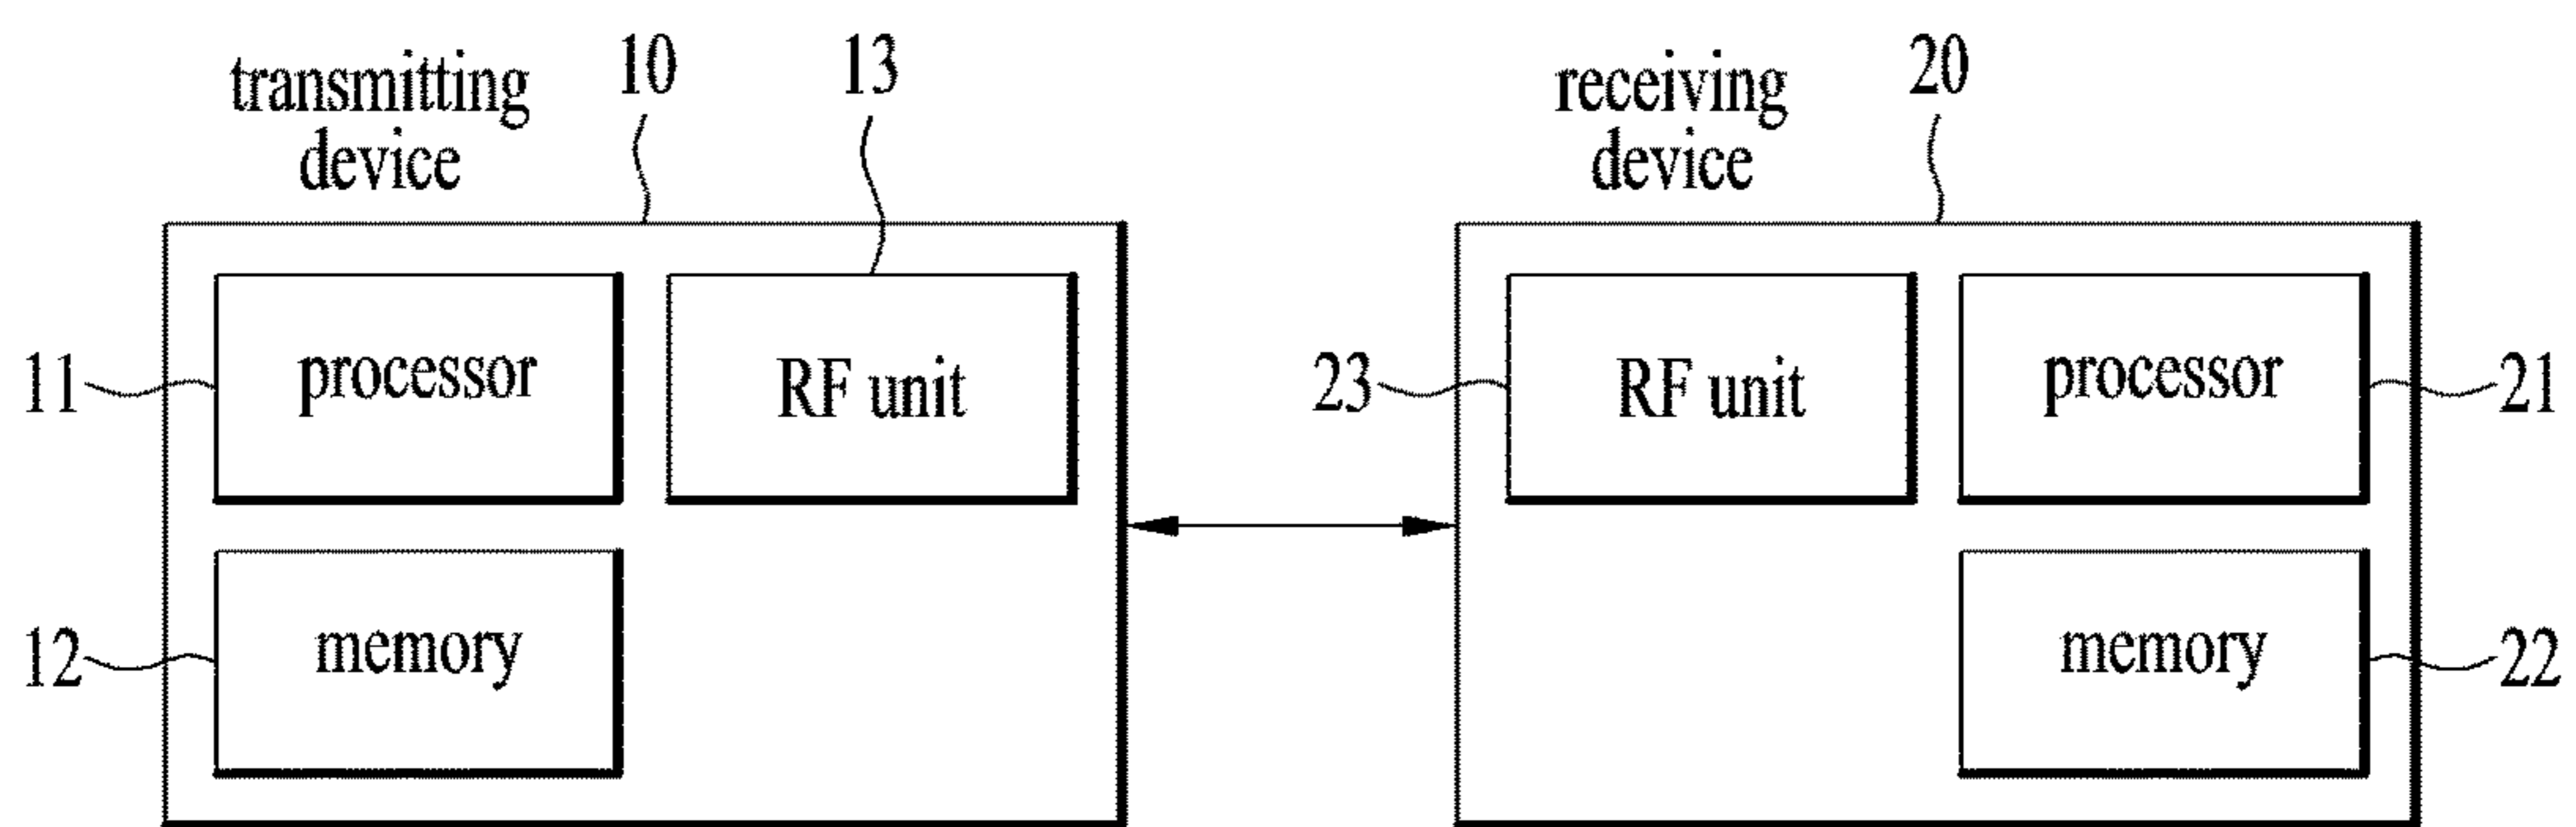 transmitting
device
10
13
receiving
device
20
11
processor
RF unit
23
RF unit
processor
21
12
memory
memory
22